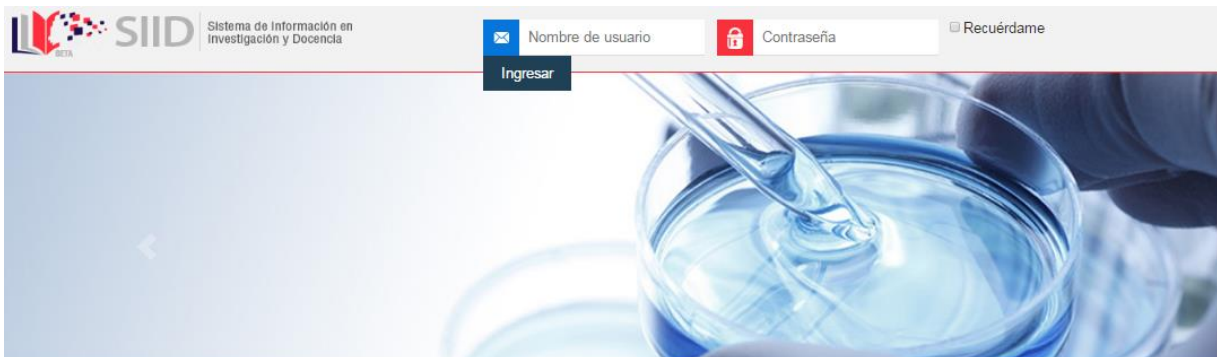 BETA
SIID
Sistema de Información en
Investigación y Docencia
Nombre de usuario
Contraseña
Recuérdame
Ingresar